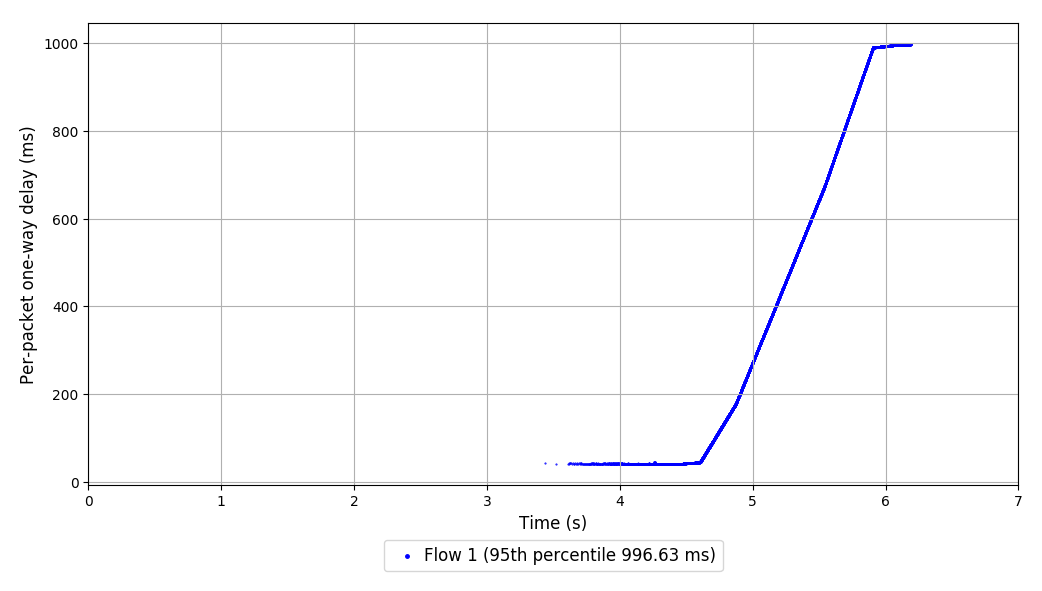 1000
800
600
400
200
0
Per-packet one-way delay (ms)
0 1 2 3 4 5 6 7
Time (s)
Flow 1 (95th percentile 996.63 ms)